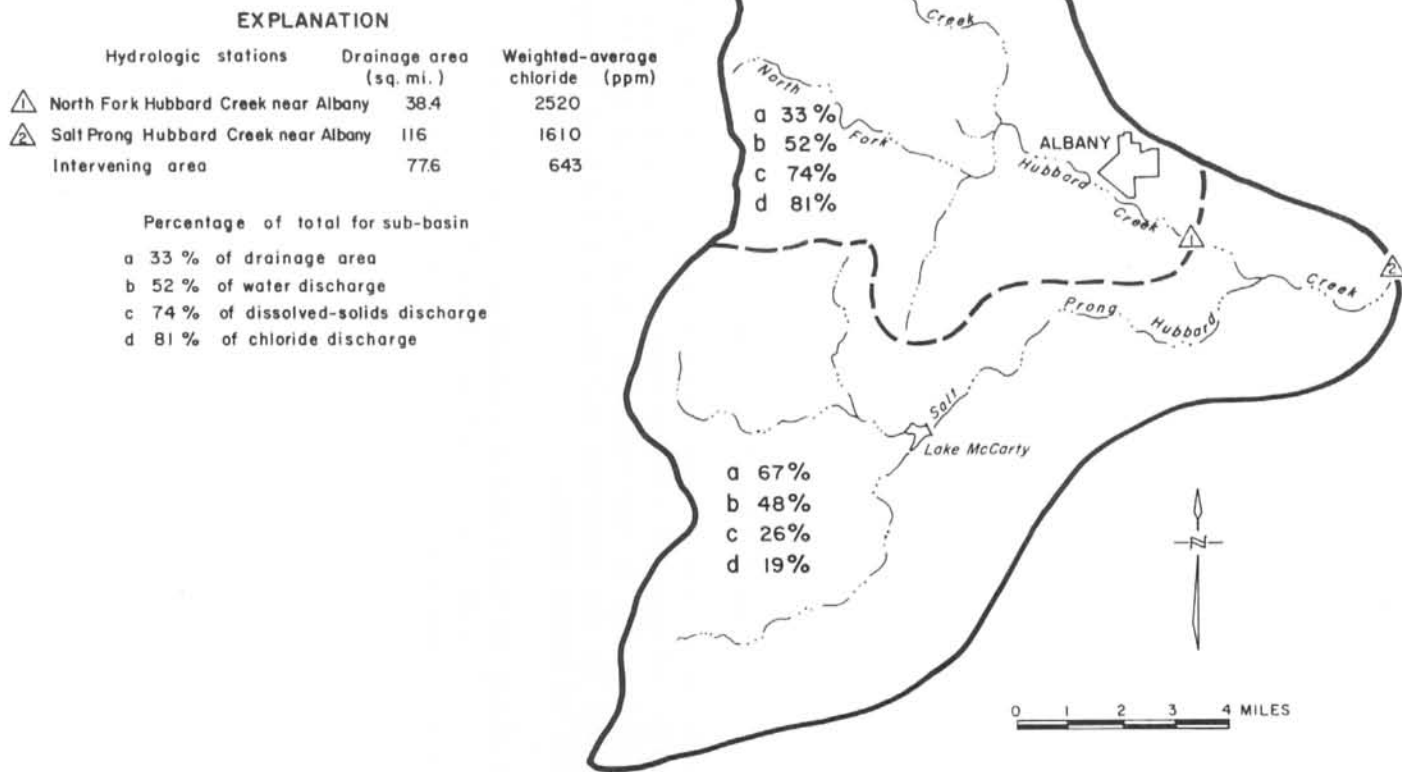 EXPLANATION
Hydrologic stations Drainage area (sq. mi.) Weighted-average chloride (ppm)
1 North Fork Hubbard Creek near Albany 38.4 2520
2 Salt Prong Hubbard Creek near Albany 116 1610
Intervening area 77.6 643
Percentage of total for sub-basin
a 33 % of drainage area
b 52 % of water discharge
c 74 % of dissolved-solids discharge
d 81 % of chloride discharge
Creek
North
Fork
a 33%
b 52%
c 74%
d 81%
ALBANY
Hubbard
Creek
1
2
Creek
Prong
Hubbard
Salt
Lake McCarty
a 67%
b 48%
c 26%
d 19%
N
0 1 2 3 4 MILES